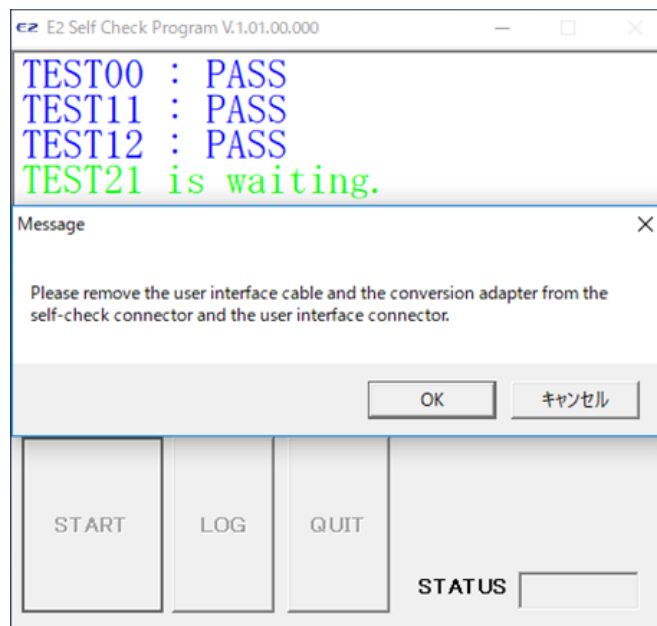 E2 E2 Self Check Program V.1.01.00.000
TEST00 : PASS
TEST11 : PASS
TEST12 : PASS
TEST21 is waiting.
Message
Please remove the user interface cable and the conversion adapter from the
self-check connector and the user interface connector.
OK キャンセル
START LOG QUIT
STATUS